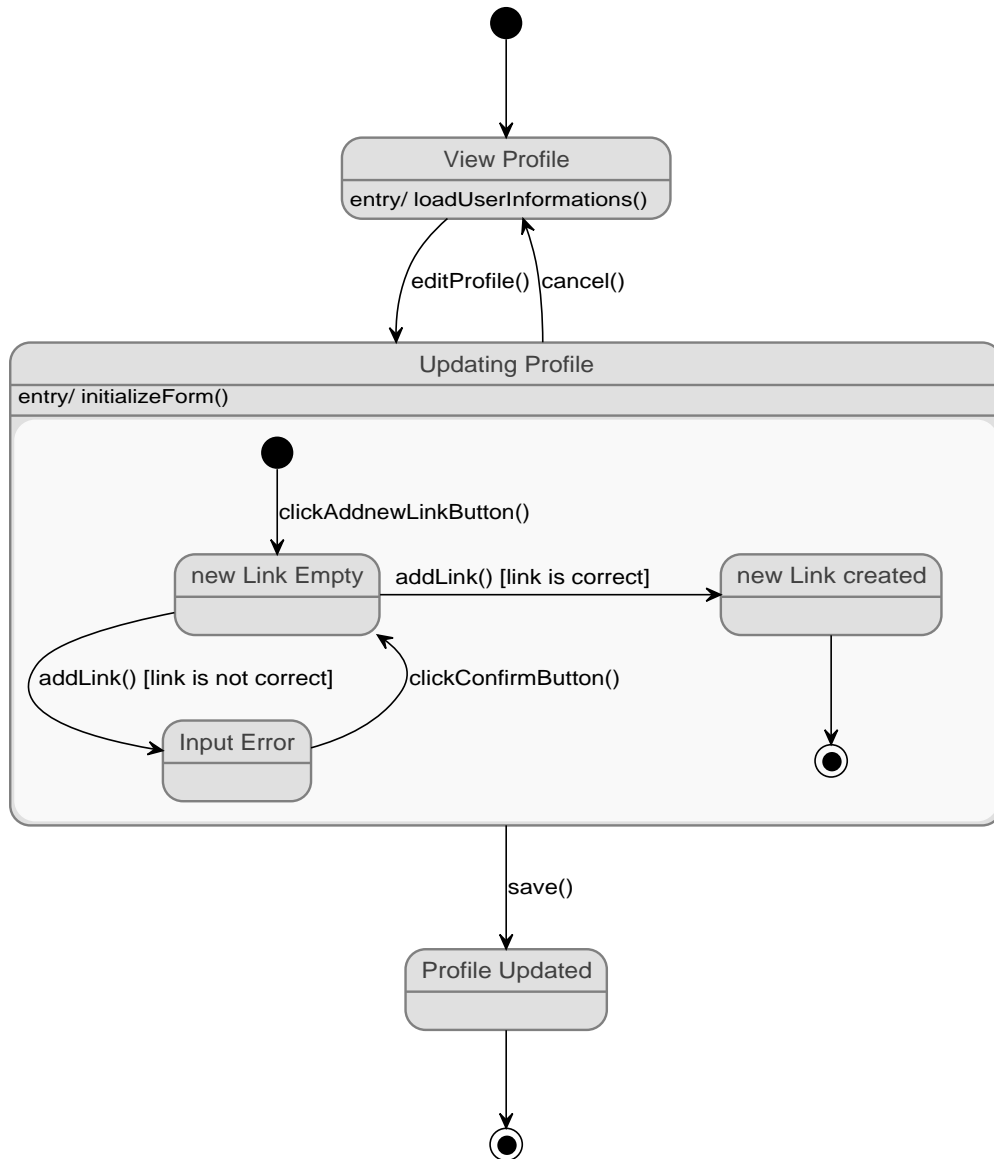 View Profile
entry/ loadUserInformations()
editProfile()
cancel()
Updating Profile
entry/ initializeForm()
clickAddnewLinkButton()
new Link Empty
addLink() [link is correct]
new Link created
addLink() [link is not correct]
clickConfirmButton()
Input Error
save()
Profile Updated